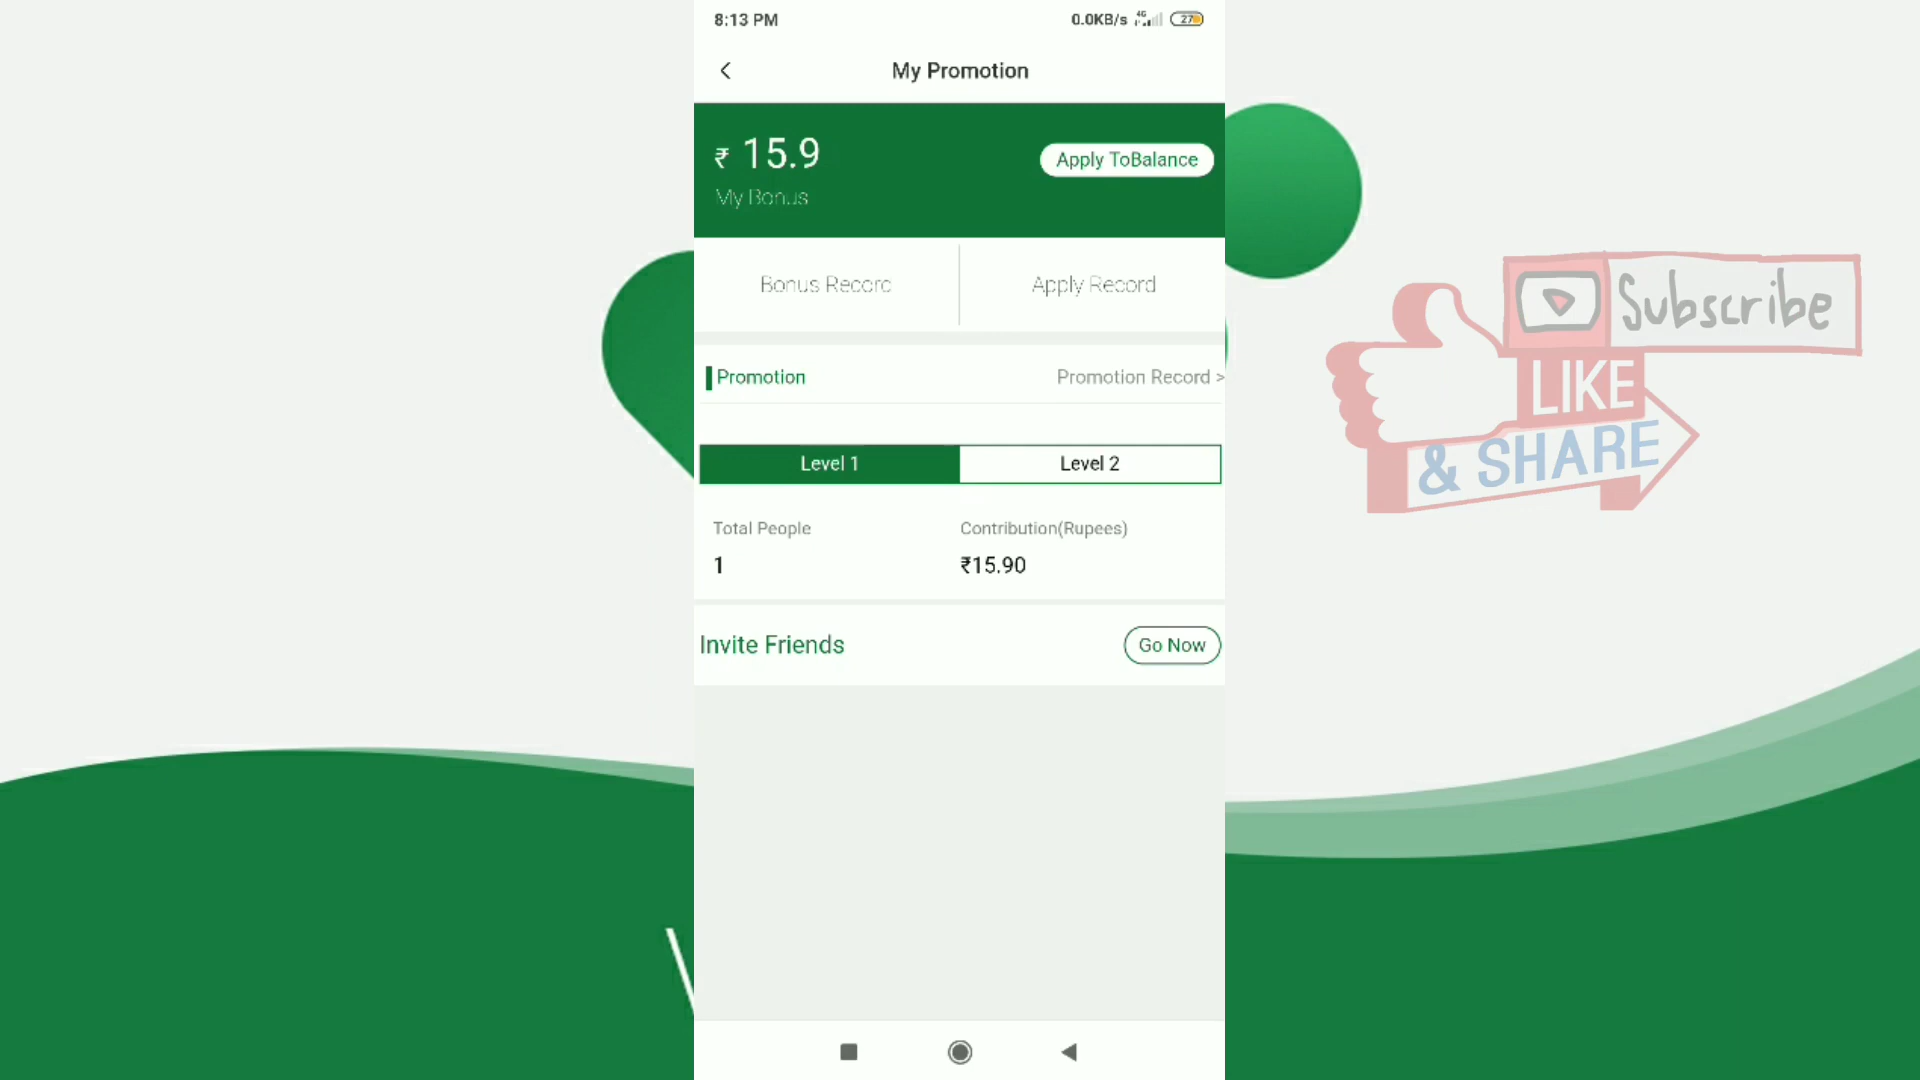 8:13 PM
0.0KB/s 4G 27
My Promotion
₹ 15.9
Apply ToBalance
My Bonus
Bonus Record
Apply Record
Promotion
Promotion Record >
Level 1
Level 2
Total People
Contribution(Rupees)
1
₹15.90
Invite Friends
Go Now
Subscribe
LIKE
& SHARE